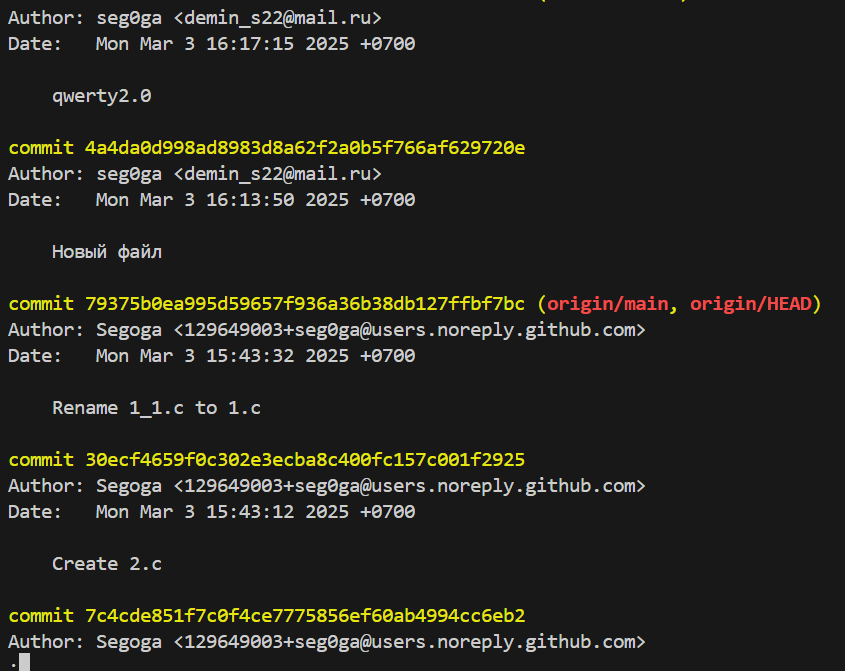 Author: seg0ga <demin_s22@mail.ru>
Date:   Mon Mar 3 16:17:15 2025 +0700
qwerty2.0
commit 4a4da0d998ad8983d8a62f2a0b5f766af629720e
Author: seg0ga <demin_s22@mail.ru>
Date:   Mon Mar 3 16:13:50 2025 +0700
Новый файл
commit 79375b0ea995d59657f936a36b38db127ffbf7bc (origin/main, origin/HEAD)
Author: Segoga <129649003+seg0ga@users.noreply.github.com>
Date:   Mon Mar 3 15:43:32 2025 +0700
Rename 1_1.c to 1.c
commit 30ecf4659f0c302e3ecba8c400fc157c001f2925
Author: Segoga <129649003+seg0ga@users.noreply.github.com>
Date:   Mon Mar 3 15:43:12 2025 +0700
Create 2.c
commit 7c4cde851f7c0f4ce7775856ef60ab4994cc6eb2
Author: Segoga <129649003+seg0ga@users.noreply.github.com>